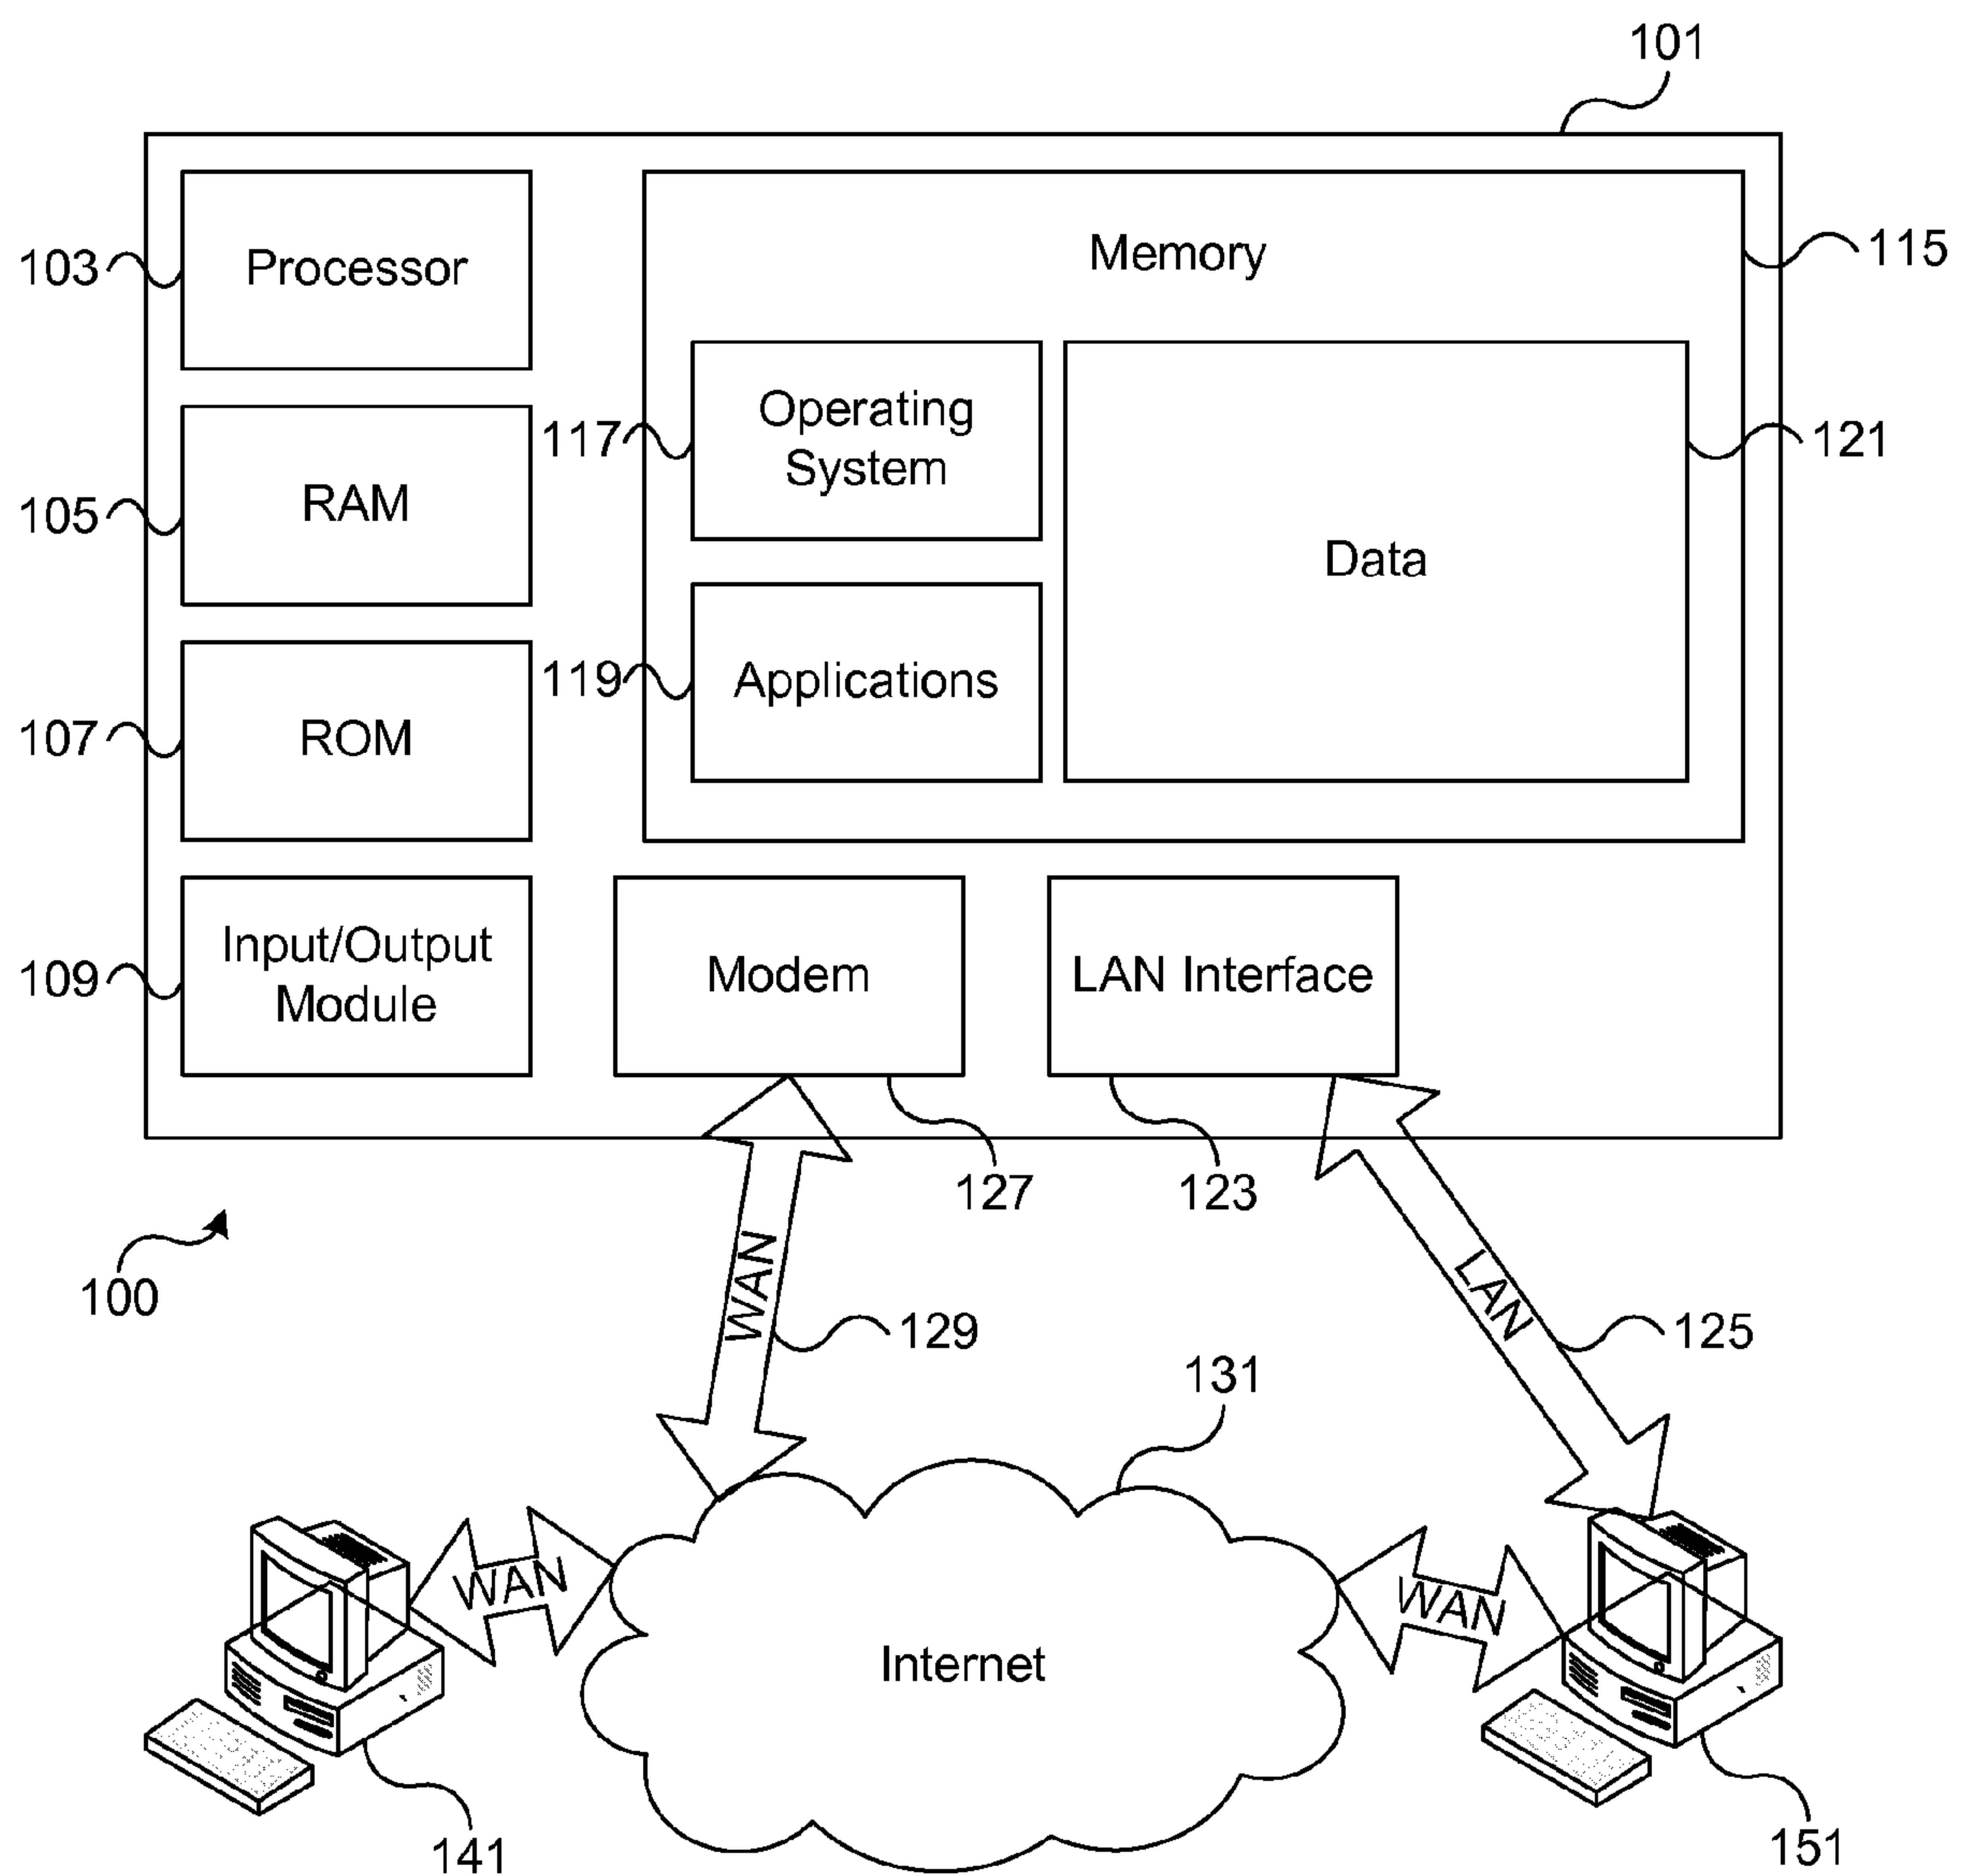 101
103
Processor
Memory
115
117
Operating
System
121
105
RAM
Data
119
Applications
107
ROM
109
Input/Output
Module
Modem
LAN Interface
127
123
100
WAN
129
LAN
125
131
WAN
WAN
Internet
141
151